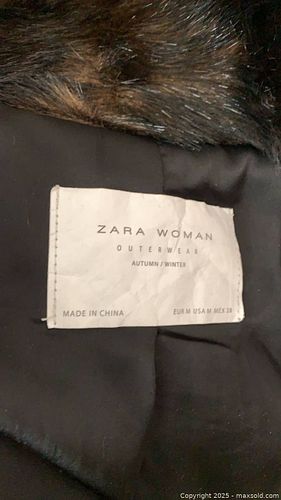 ZARA WOMAN
OUTERWEAR
AUTUMN / WINTER
MADE IN CHINA
EUR M USA M MEX 28
Copyright 2025 - maxsold.com